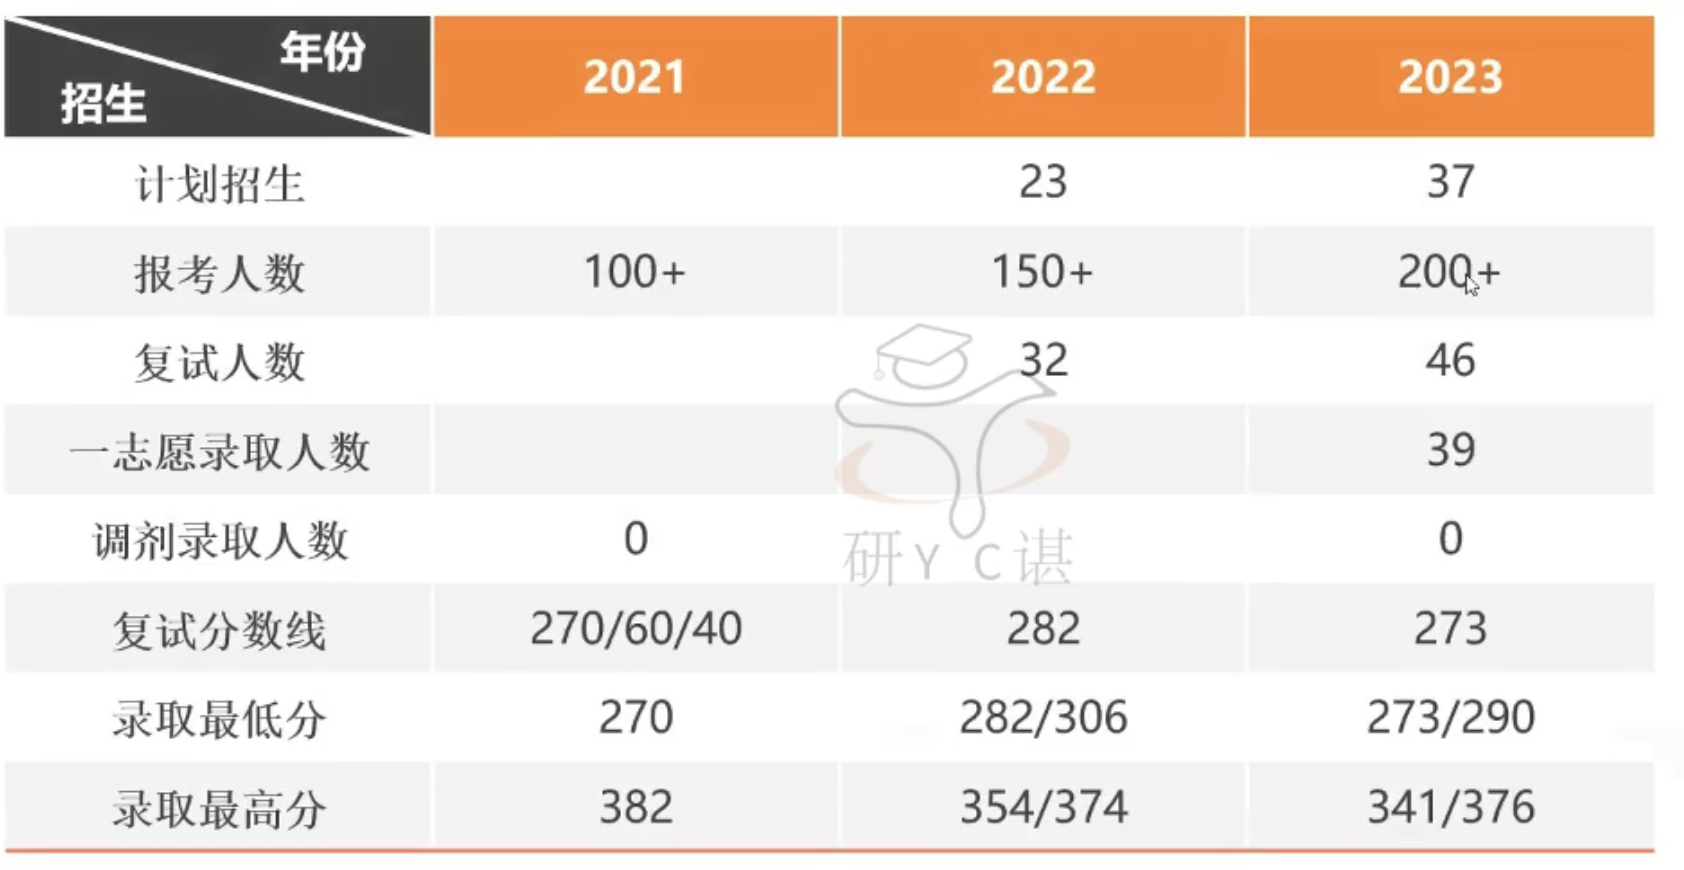 年份
招生
2021 2022 2023
计划招生 23 37
报考人数 100+ 150+ 200+
复试人数 32 46
一志愿录取人数 39
调剂录取人数 0 0
研Y C谌
复试分数线 270/60/40 282 273
录取最低分 270 282/306 273/290
录取最高分 382 354/374 341/376